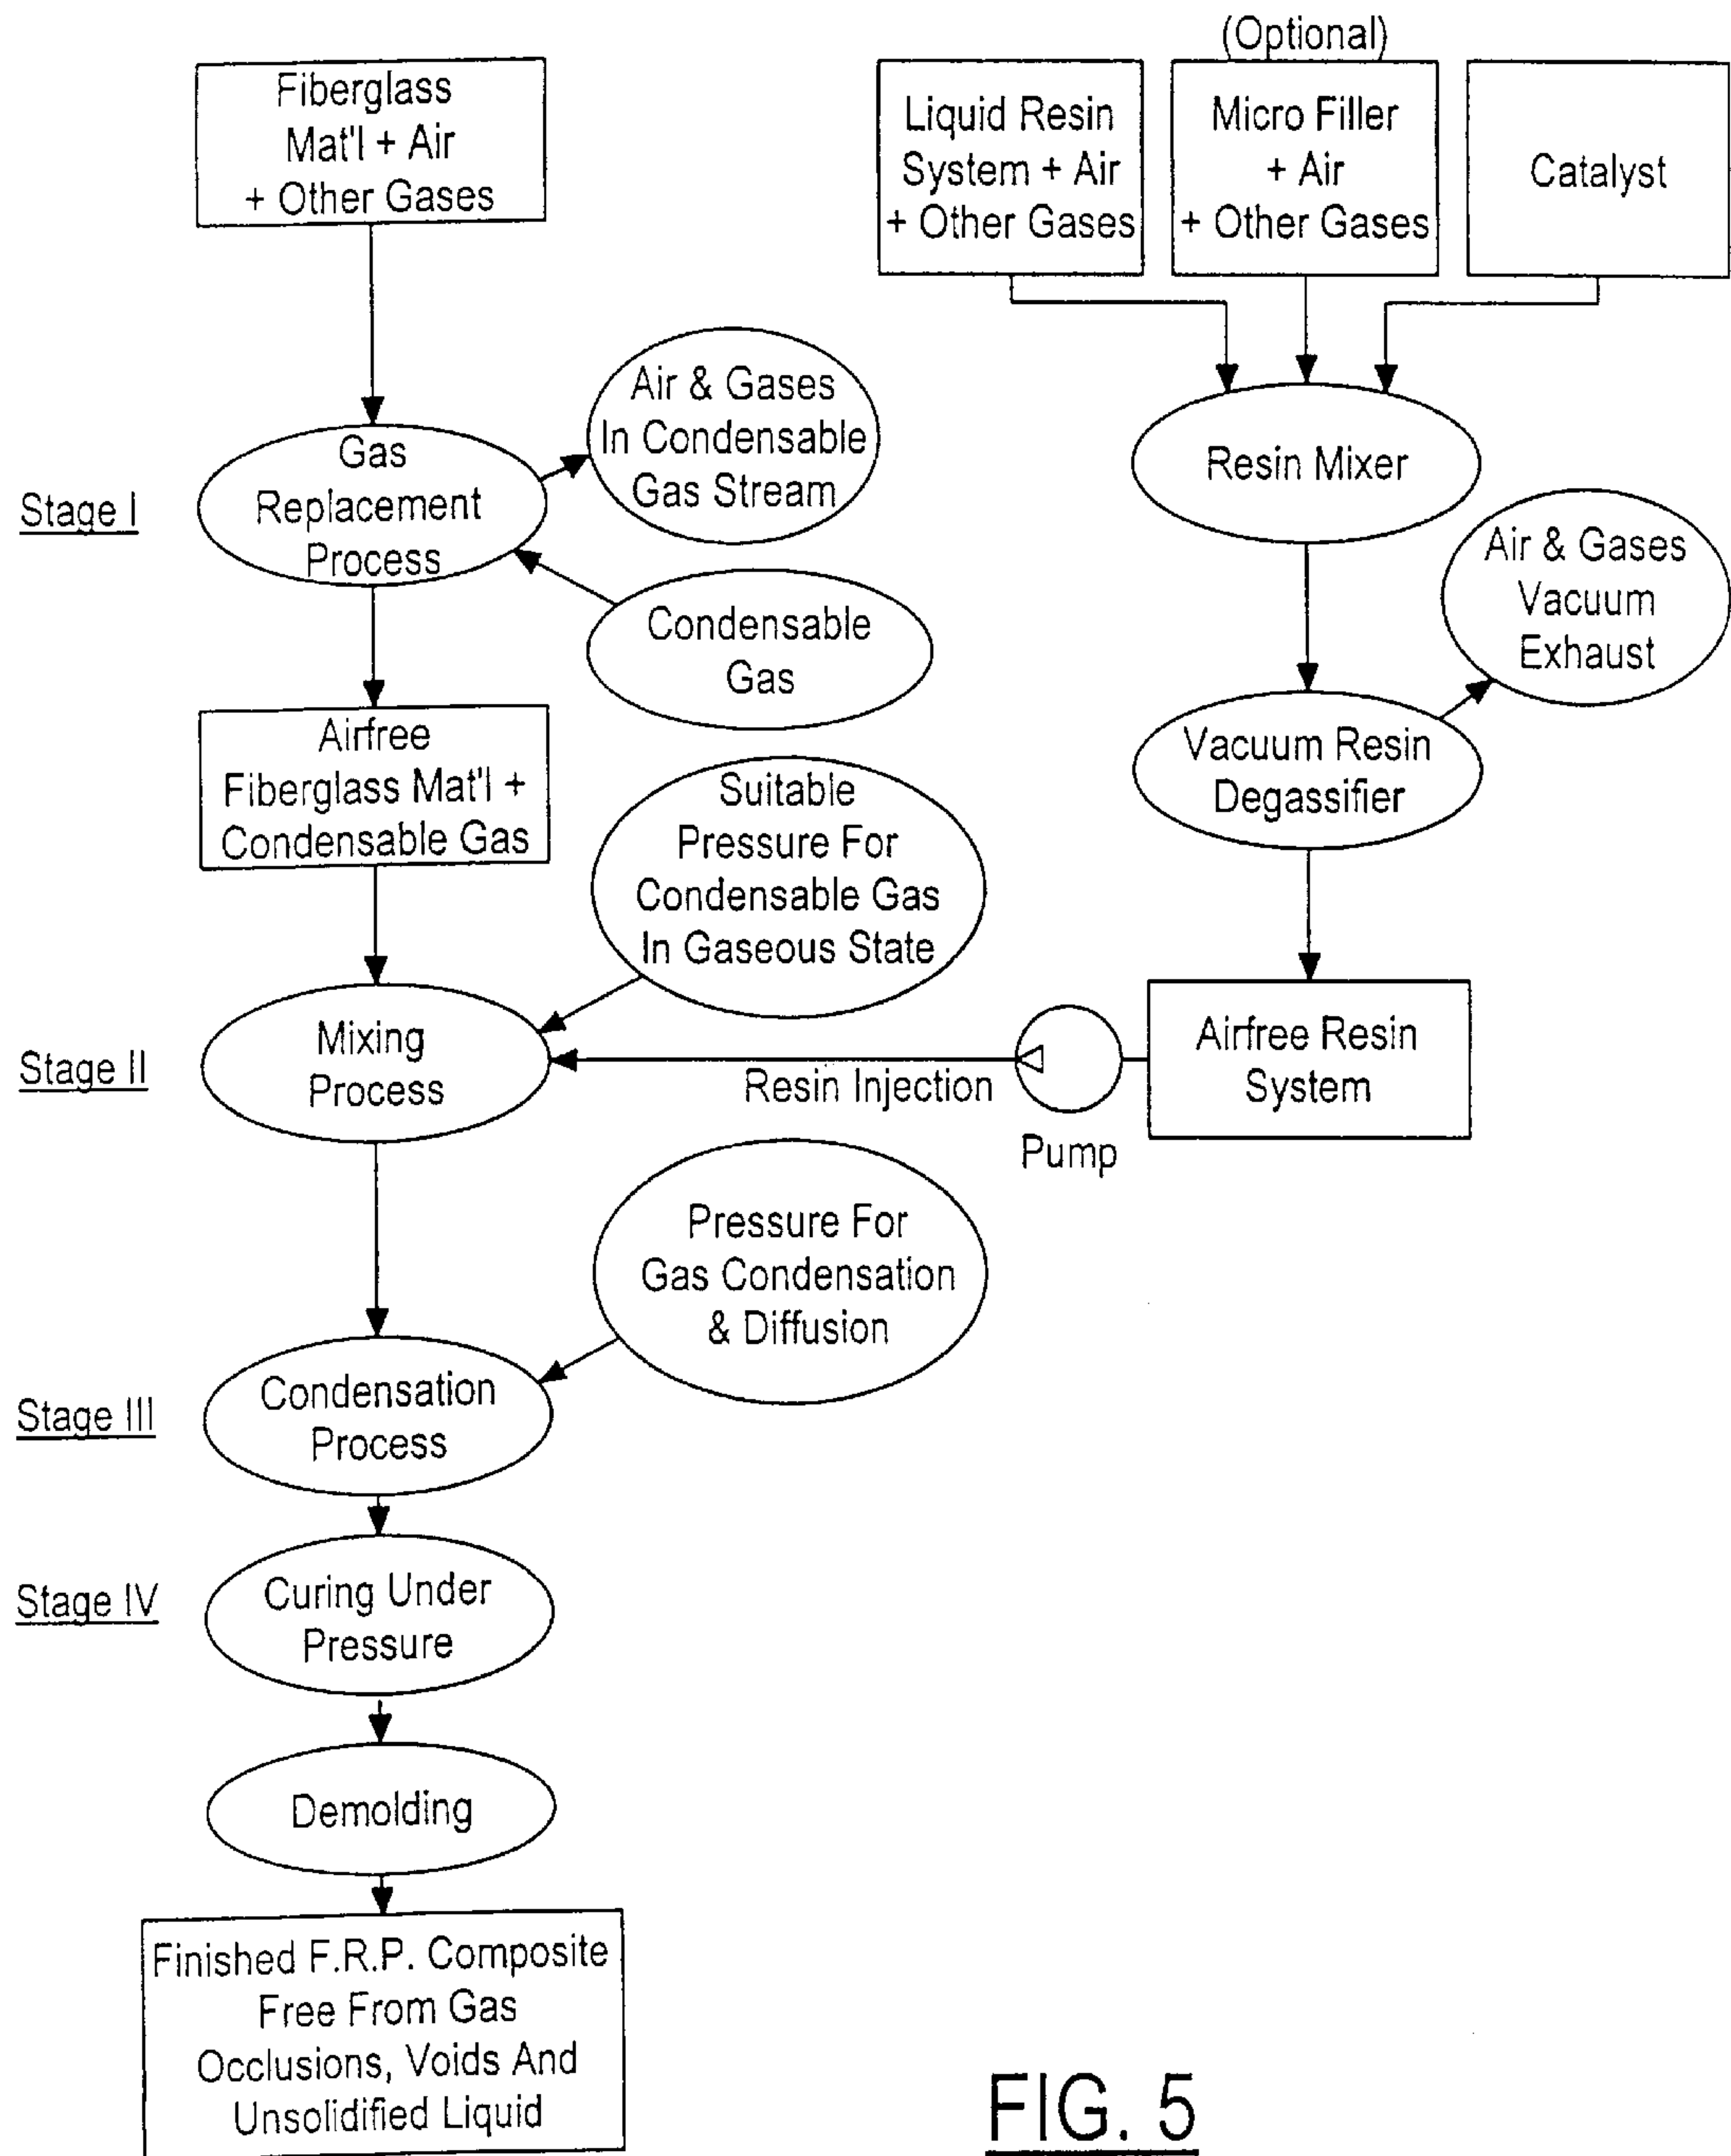 Fiberglass
Mat'l + Air
+ Other Gases
(Optional)
Liquid Resin
System + Air
+ Other Gases
Micro Filler
+ Air
+ Other Gases
Catalyst
Stage I
Gas
Replacement
Process
Air & Gases
In Condensable
Gas Stream
Condensable
Gas
Resin Mixer
Air & Gases
Vacuum
Exhaust
Vacuum Resin
Degassifier
Airfree
Fiberglass Mat'l +
Condensable Gas
Suitable
Pressure For
Condensable Gas
In Gaseous State
Stage II
Mixing
Process
Resin Injection
Pump
Airfree Resin
System
Pressure For
Gas Condensation
& Diffusion
Stage III
Condensation
Process
Stage IV
Curing Under
Pressure
Demolding
Finished F.R.P. Composite
Free From Gas
Occlusions, Voids And
Unsolidified Liquid
FIG. 5